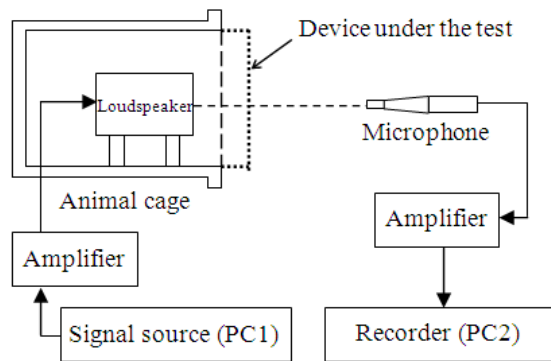 Device under the test
Loudspeaker
Microphone
Animal cage
Amplifier
Amplifier
Signal source (PC1)
Recorder (PC2)